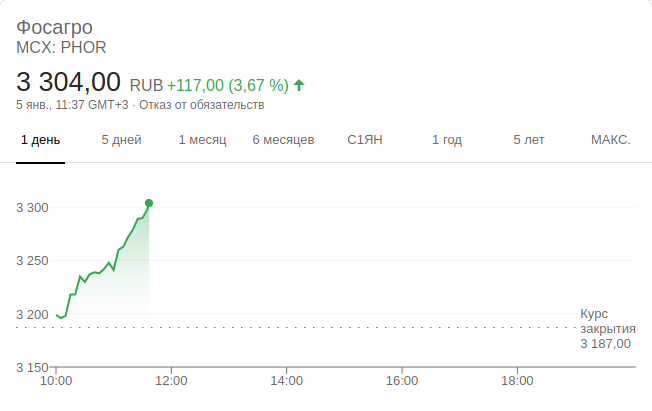 Фосагро
MCX: PHOR
3 304,00 RUB +117,00 (3,67 %)
5 янв., 11:37 GMT+3 · Отказ от обязательств
1 день 5 дней 1 месяц 6 месяцев С1ЯН 1 год 5 лет МАКС.
3 300
3 250
3 200
Курс
закрытия
3 187,00
3 150
10:00 12:00 14:00 16:00 18:00